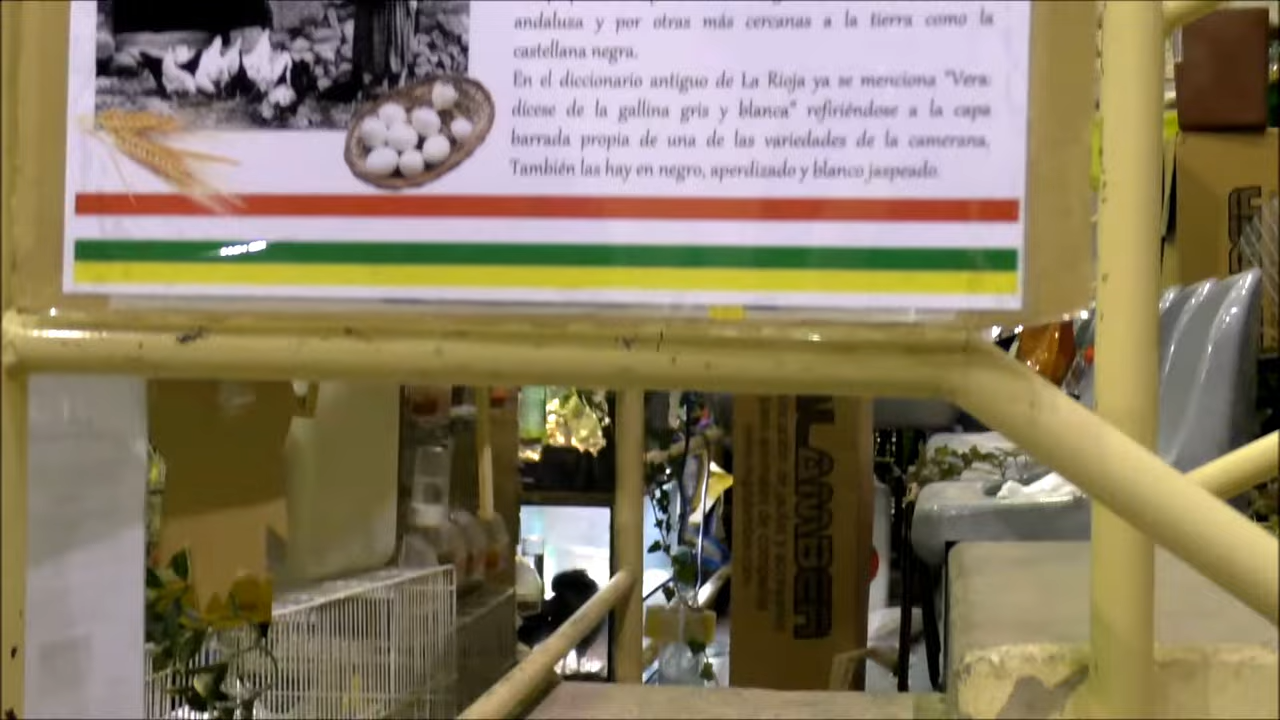 andaluza y por otras más cercanas a la tierra como la
castellana negra.
En el diccionario antiguo de La Rioja ya se menciona "Vera:
dícese de la gallina gris y blanca" refiriéndose a la capa
barrada propia de una de las variedades de la camerana.
También las hay en negro, aperdizado y blanco jaspeado.
LAMBER